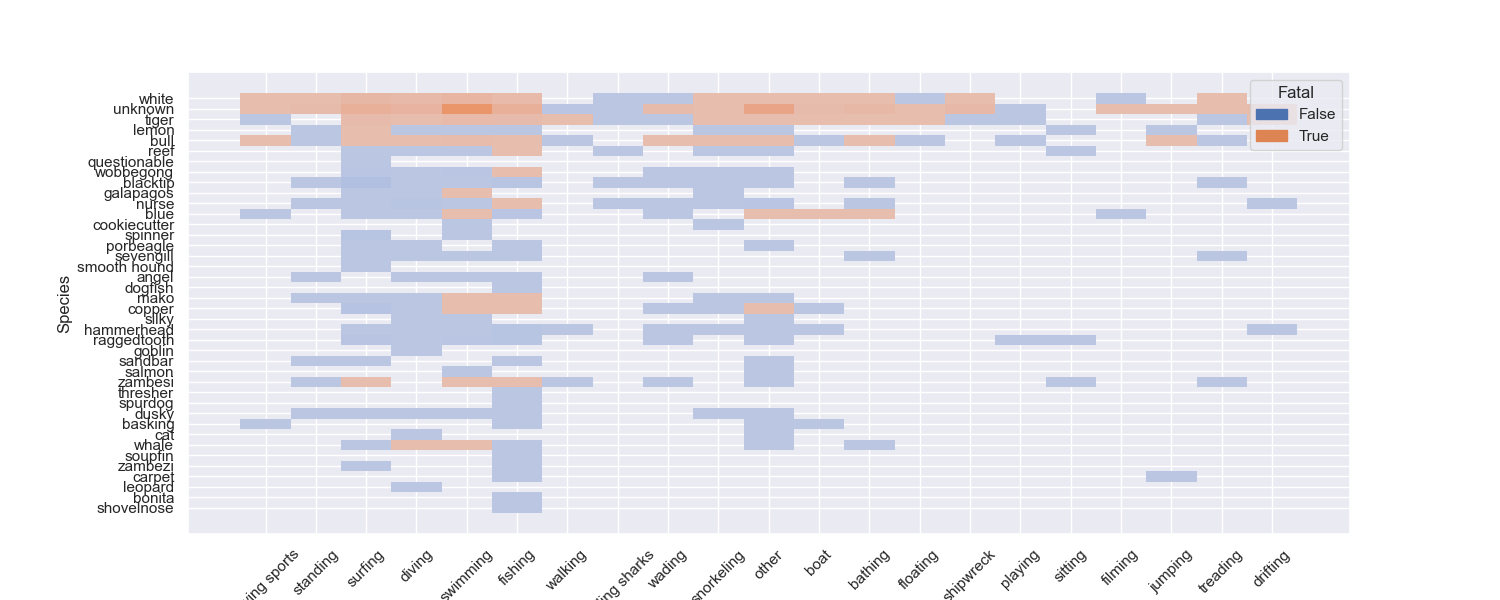 Fatal
False
True
Species
white
unknown
tiger
lemon
bull
reef
questionable
wobbegong
blacktip
galapagos
nurse
blue
cookiecutter
spinner
porbeagle
sevengill
smooth hound
angel
dogfish
mako
copper
silky
hammerhead
raggedtooth
goblin
sandbar
salmon
zambesi
thresher
spurdog
dusky
basking
cat
whale
soupfin
zambezi
carpet
leopard
bonita
shovelnose
sports
standing
surfing
diving
swimming
fishing
walking
sharks
wading
snorkeling
other
boat
bathing
floating
shipwreck
playing
sitting
filming
jumping
treading
drifting